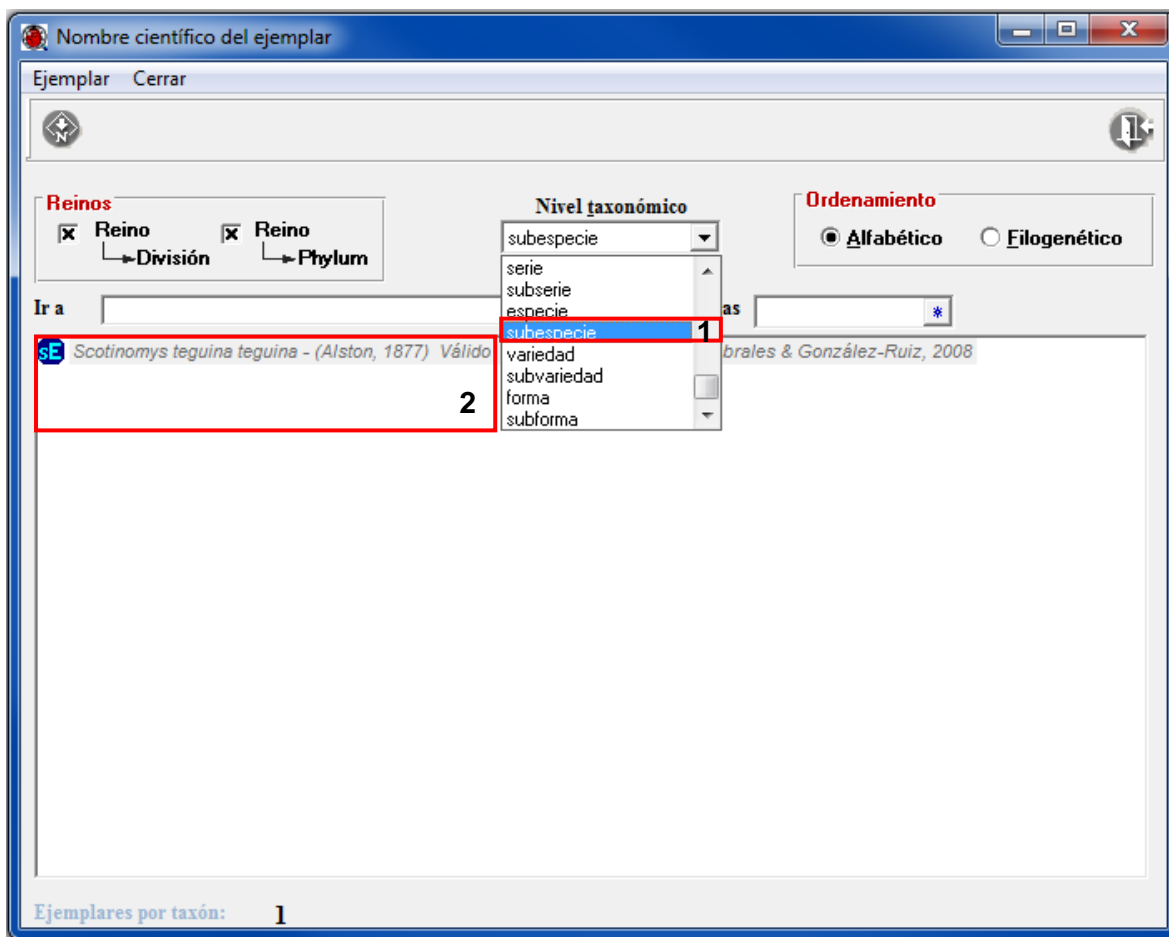 Nombre científico del ejemplar
Ejemplar Cerrar
N
Reinos
Reino
División
Reino
Phylum
Nivel taxonómico
subespecie
Ordenamiento
Alfabético Filogenético
Ir a
as
*
serie
subserie
especie
subespecie 1
variedad
subvariedad
forma
subforma
sE Scotinomys teguina teguina - (Alston, 1877) Válido brales & González-Ruiz, 2008
2
Ejemplares por taxón: 1